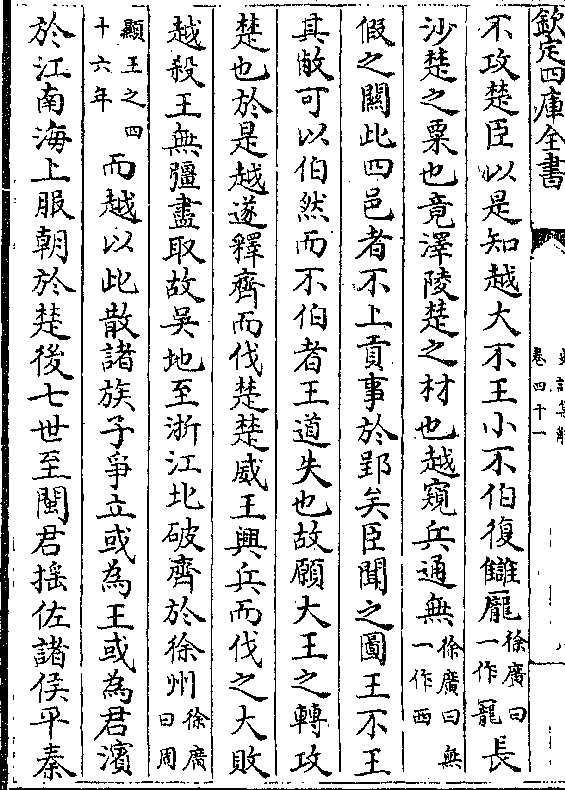 欽定四庫全書
史記集解
卷四十一
不攻楚臣以是知越大不王小不伯復讎龎徐廣曰一作寵長
沙楚之粟也竟澤陵楚之材也越窺兵通無徐廣曰無一作西
假之關此四邑者不上貢事於郢矣臣聞之圖王不王
其敝可以伯然而不伯者王道失也故願大王之轉攻
楚也於是越遂釋齊而伐楚楚威王興兵而伐之大敗
越殺王無彊盡取故吳地至浙江北破齊於徐州徐廣曰周
顯王之四十六年而越以此散諸族子爭立或為王或為君濱
於江南海上服朝於楚後七世至閩君揺佐諸侯平秦